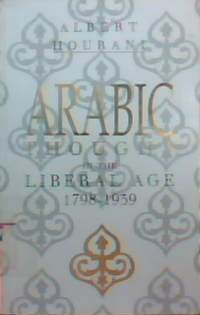 ALBERT
HOURANI
ARABIC
THOUGHT
IN THE
LIBERAL AGE
1798-1939